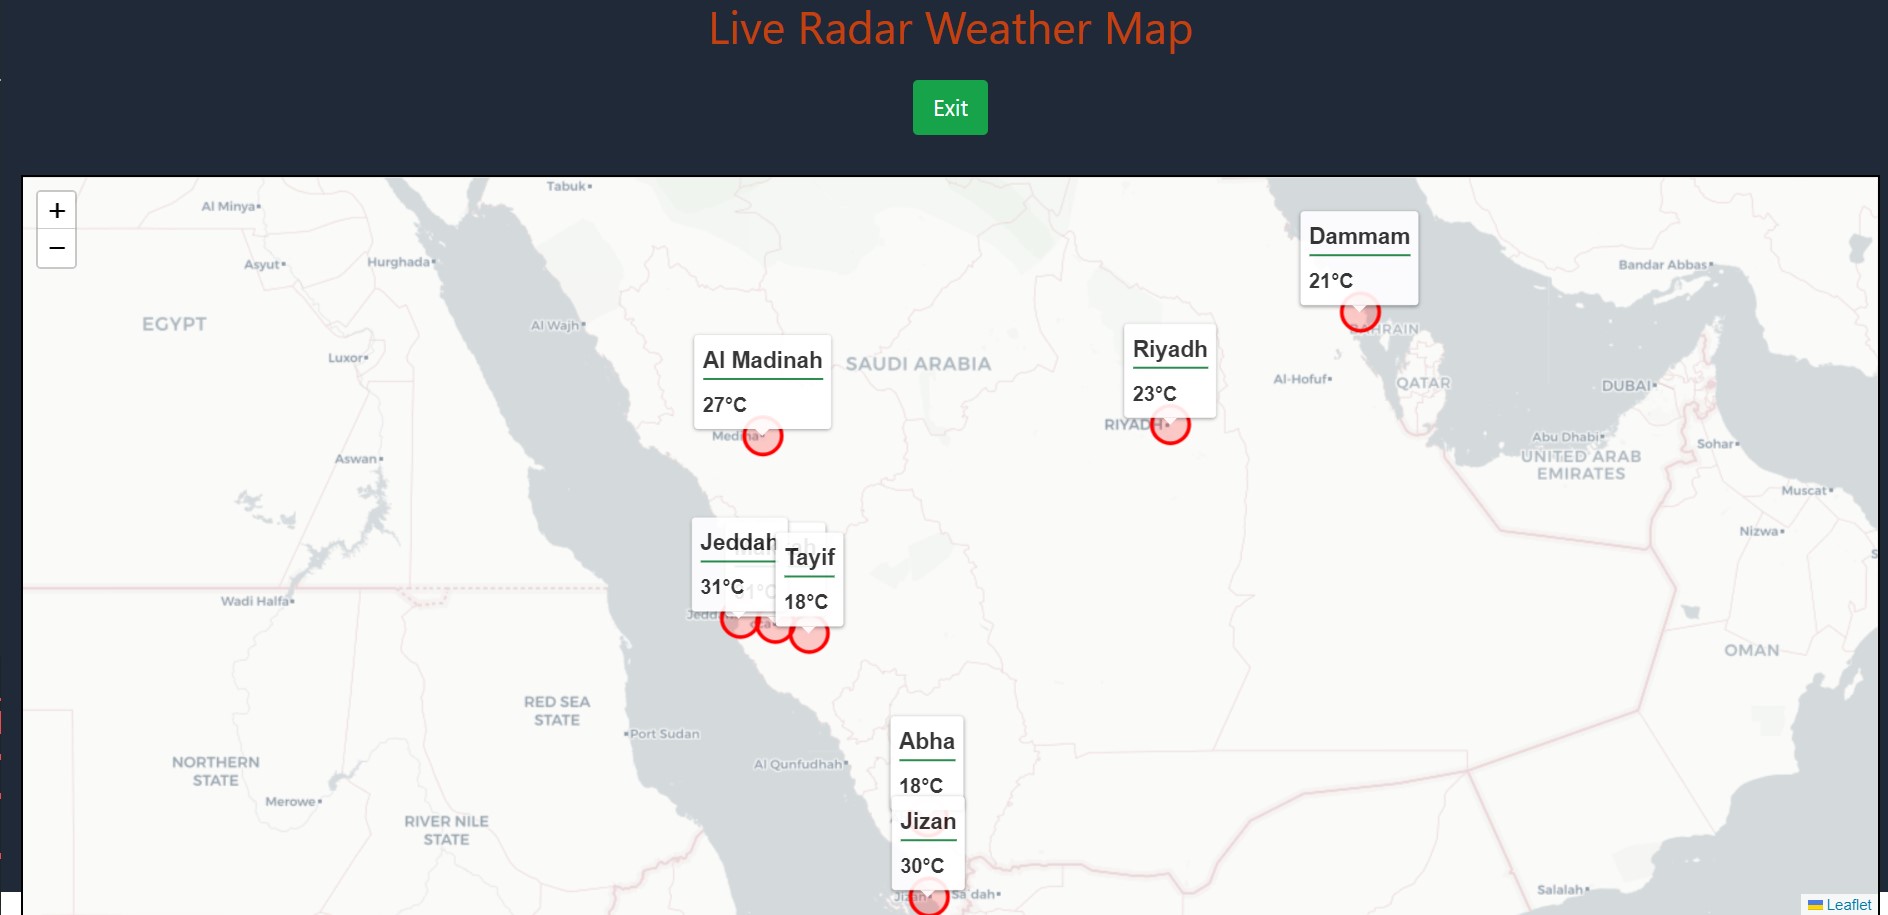 Live Radar Weather Map
Exit
+
−
Tabuk
Al Minya
Asyut
Hurghada
EGYPT
Al Wajh
Luxor
Aswan
Al Madinah
27°C
SAUDI ARABIA
Riyadh
23°C
RIYADH
Dammam
21°C
Al-Hofuf
QATAR
Bandar Abbas
DUBAI
Abu Dhabi
UNITED ARAB
EMIRATES
Sohar
Muscat
Nizwa
OMAN
Jeddah
31°C
Tayif
18°C
Wadi Halfa
RED SEA
STATE
Port Sudan
NORTHERN
STATE
Merowe
RIVER NILE
STATE
Al Qunfudhah
Abha
18°C
Jizan
30°C
Sa'dah
Salalah
Leaflet